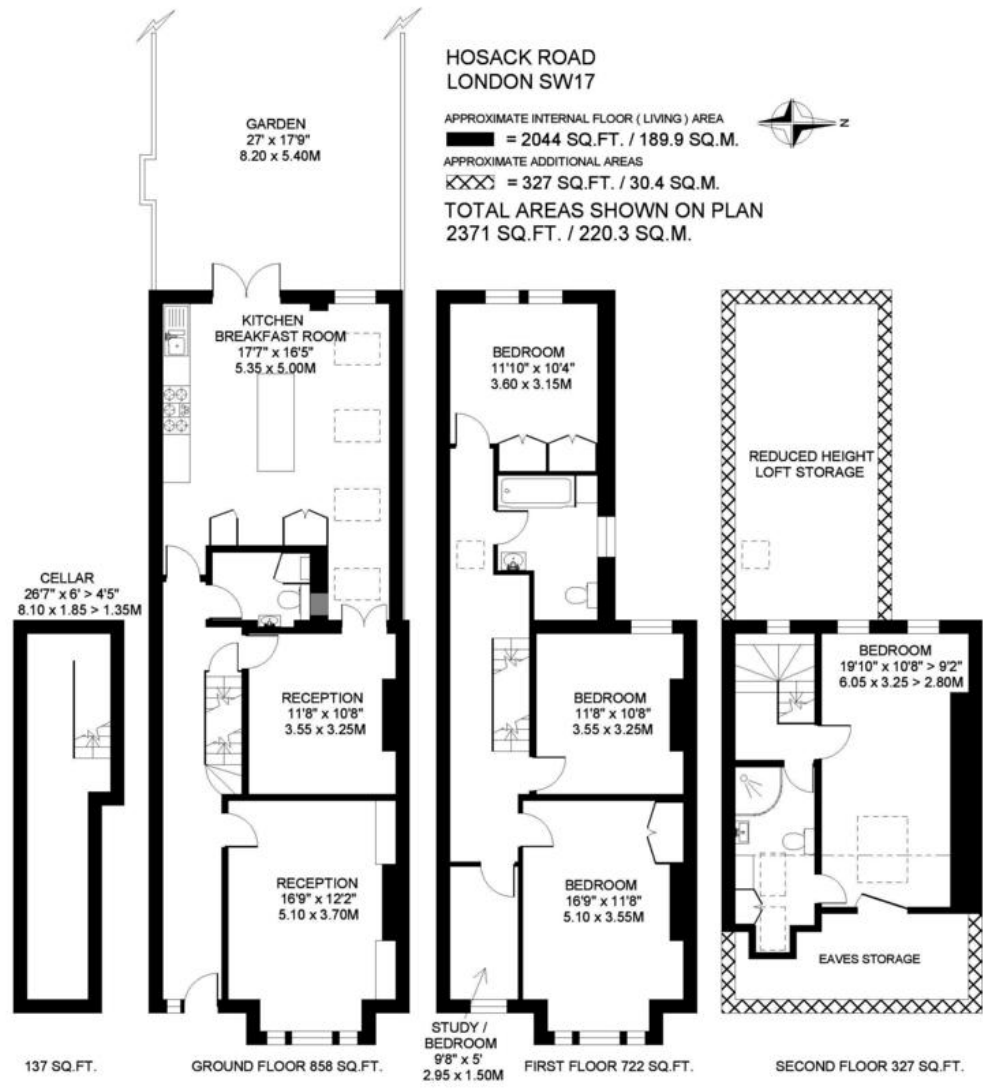 HOSACK ROAD
LONDON SW17
APPROXIMATE INTERNAL FLOOR ( LIVING ) AREA
= 2044 SQ.FT. / 189.9 SQ.M.
APPROXIMATE ADDITIONAL AREAS
= 327 SQ.FT. / 30.4 SQ.M.
TOTAL AREAS SHOWN ON PLAN
2371 SQ.FT. / 220.3 SQ.M.
N
GARDEN
27' x 17'9"
8.20 x 5.40M
KITCHEN
BREAKFAST ROOM
17'7" x 16'5"
5.35 x 5.00M
BEDROOM
11'10" x 10'4"
3.60 x 3.15M
REDUCED HEIGHT
LOFT STORAGE
CELLAR
26'7" x 6' > 4'5"
8.10 x 1.85 > 1.35M
RECEPTION
11'8" x 10'8"
3.55 x 3.25M
BEDROOM
11'8" x 10'8"
3.55 x 3.25M
BEDROOM
19'10" x 10'8" > 9'2"
6.05 x 3.25 > 2.80M
RECEPTION
16'9" x 12'2"
5.10 x 3.70M
BEDROOM
16'9" x 11'8"
5.10 x 3.55M
EAVES STORAGE
STUDY /
BEDROOM
9'8" x 5'
2.95 x 1.50M
137 SQ.FT.
GROUND FLOOR 858 SQ.FT.
FIRST FLOOR 722 SQ.FT.
SECOND FLOOR 327 SQ.FT.